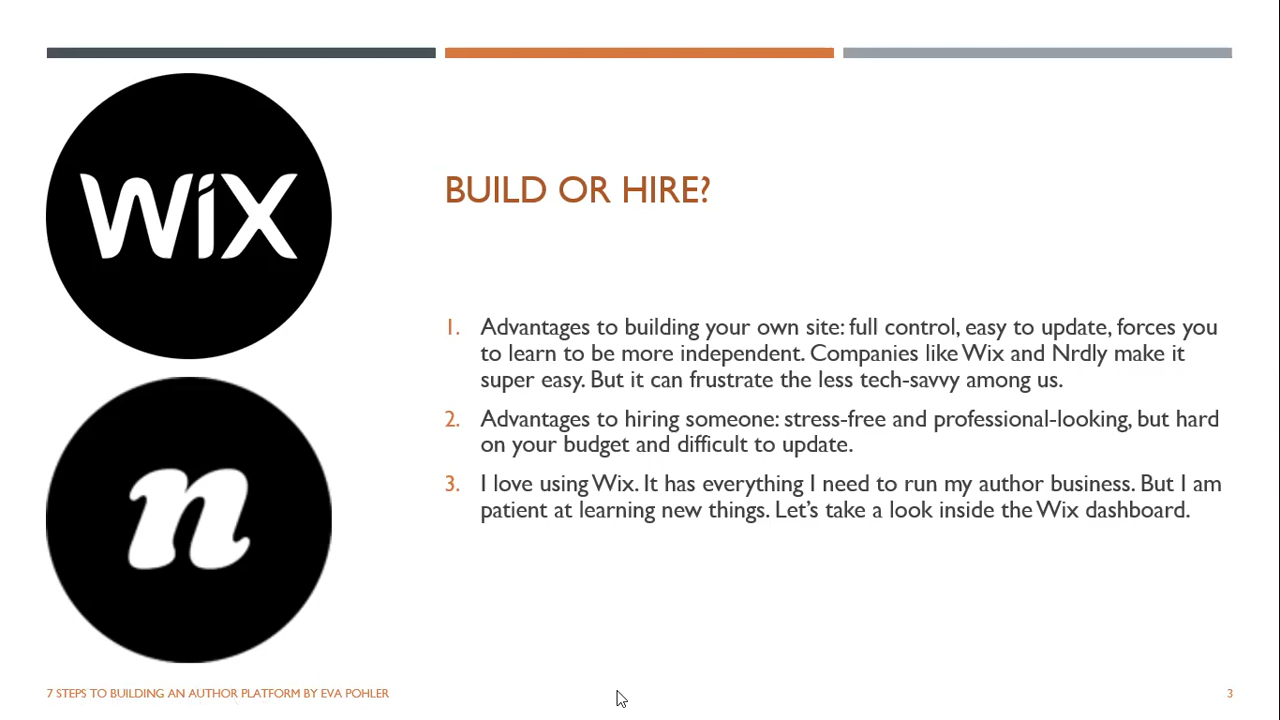 WiX
n
BUILD OR HIRE?
1. Advantages to building your own site: full control, easy to update, forces you
to learn to be more independent. Companies like Wix and Nrdly make it
super easy. But it can frustrate the less tech-savvy among us.
2. Advantages to hiring someone: stress-free and professional-looking, but hard
on your budget and difficult to update.
3. I love using Wix. It has everything I need to run my author business. But I am
patient at learning new things. Let’s take a look inside the Wix dashboard.
7 STEPS TO BUILDING AN AUTHOR PLATFORM BY EVA POHLER
3